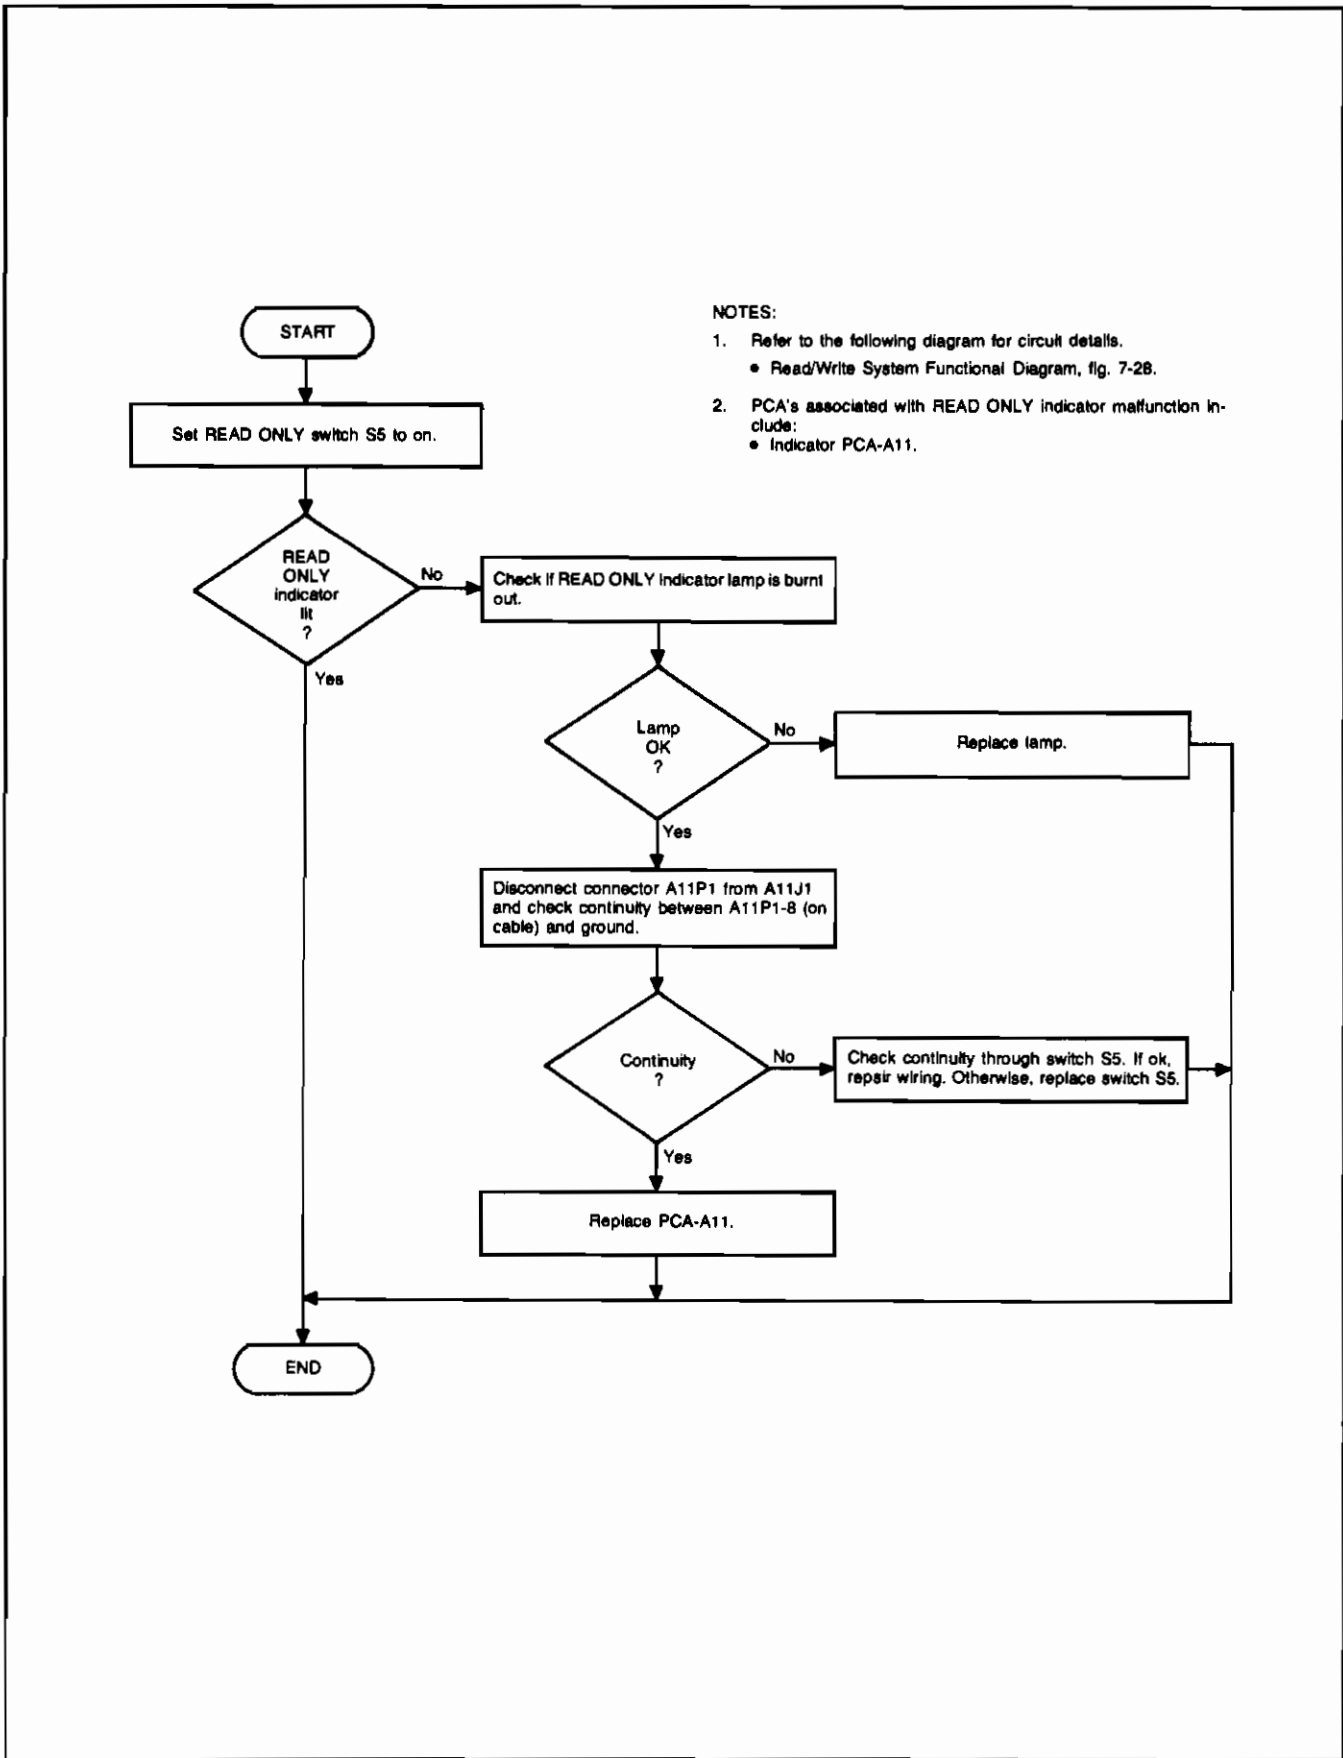 START
NOTES:
1. Refer to the following diagram for circuit details.
• Read/Write System Functional Diagram, fig. 7-28.
2. PCA's associated with READ ONLY indicator malfunction in-
clude:
• Indicator PCA-A11.
Set READ ONLY switch S5 to on.
READ
ONLY
indicator
lit
?
No
Yes
Check if READ ONLY indicator lamp is burnt
out.
Lamp
OK
?
No
Replace lamp.
Yes
Disconnect connector A11P1 from A11J1
and check continuity between A11P1-8 (on
cable) and ground.
Continuity
?
No
Check continuity through switch S5. If ok,
repair wiring. Otherwise, replace switch S5.
Yes
Replace PCA-A11.
END